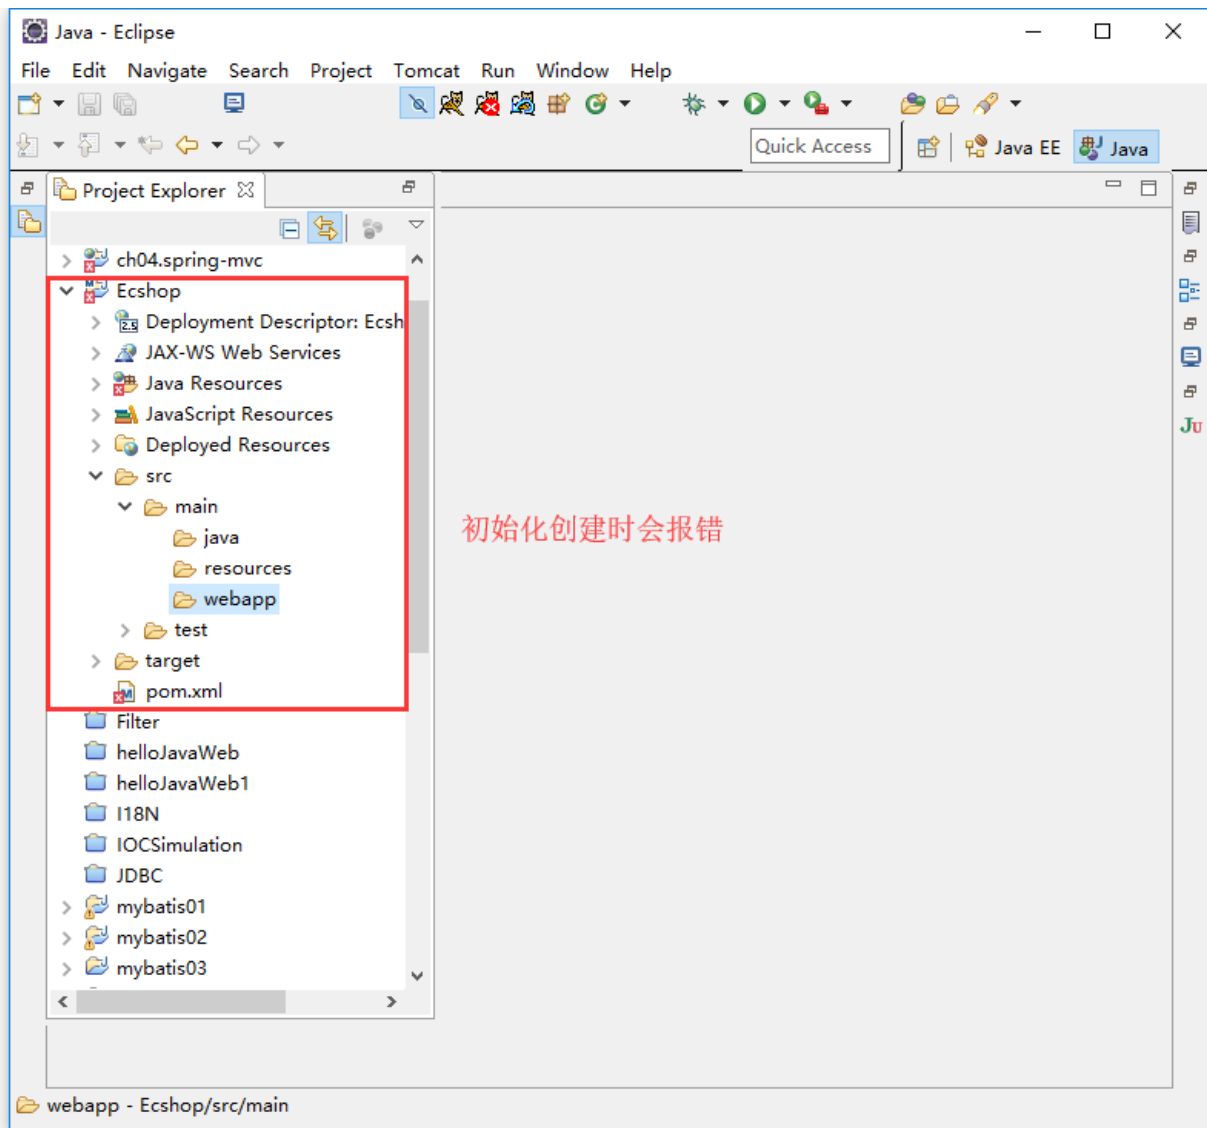 Java - Eclipse
File Edit Navigate Search Project Tomcat Run Window Help
Quick Access
Java EE
Java
Project Explorer
ch04.spring-mvc
Ecshop
Deployment Descriptor: Ecsh
JAX-WS Web Services
Java Resources
JavaScript Resources
Deployed Resources
src
main
java
resources
webapp
test
target
pom.xml
Filter
helloJavaWeb
helloJavaWeb1
I18N
IOCSimulation
JDBC
mybatis01
mybatis02
mybatis03
初始化创建时会报错
Ju
webapp - Ecshop/src/main